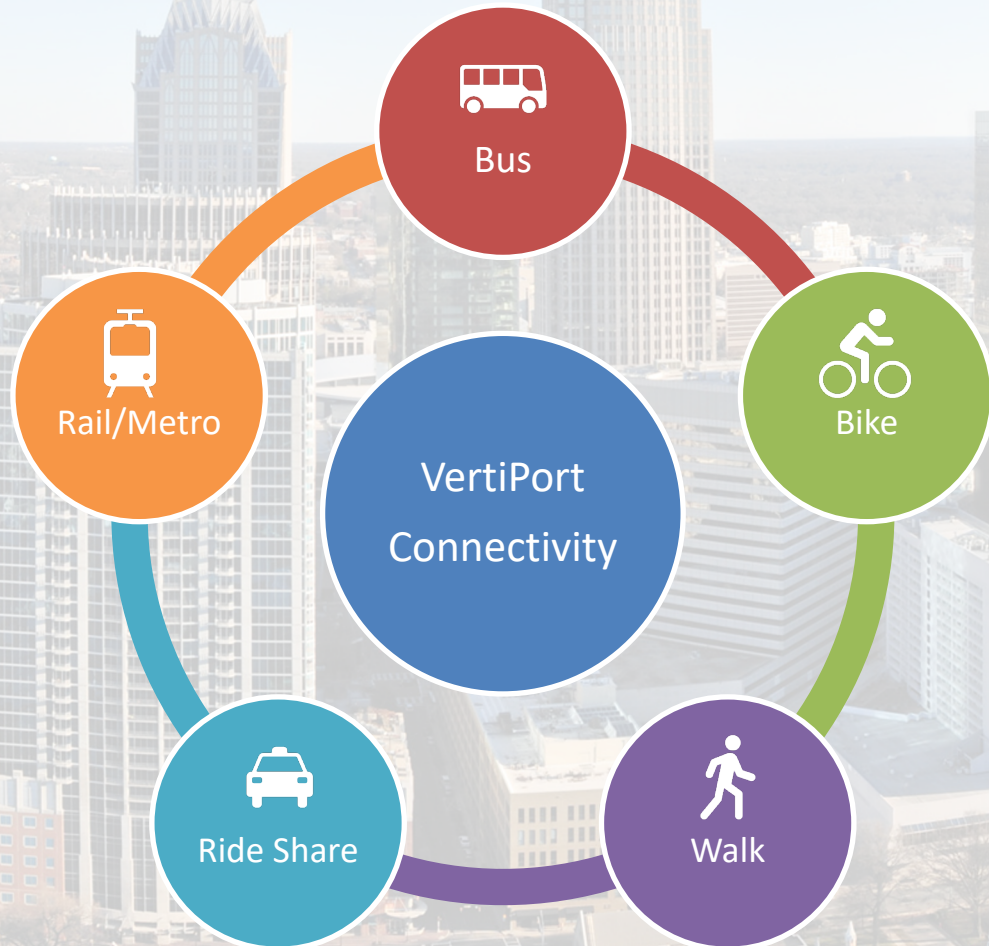 Bus
Rail/Metro
Bike
VertiPort
Connectivity
Ride Share
Walk